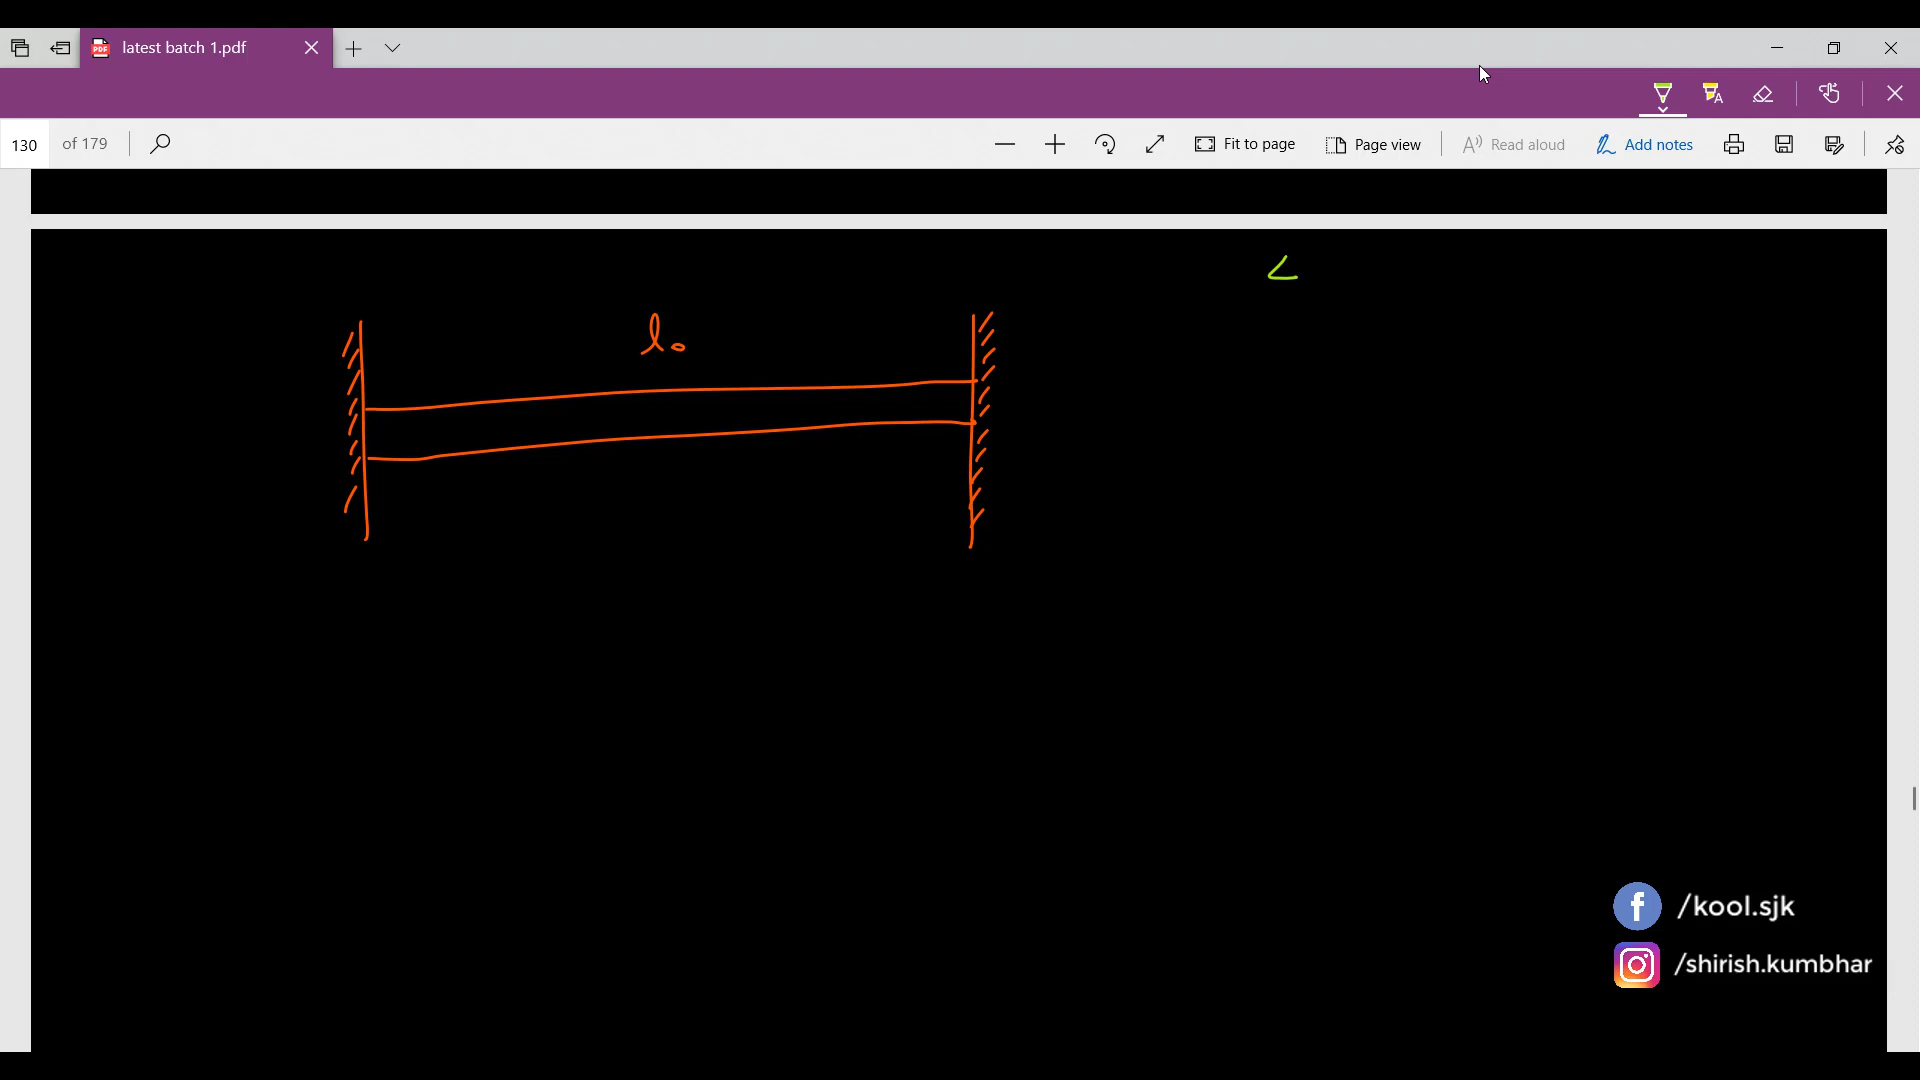 latest batch 1.pdf
130 of 179
Fit to page
Page view
Read aloud
Add notes
l₀
/kool.sjk
/shirish.kumbhar